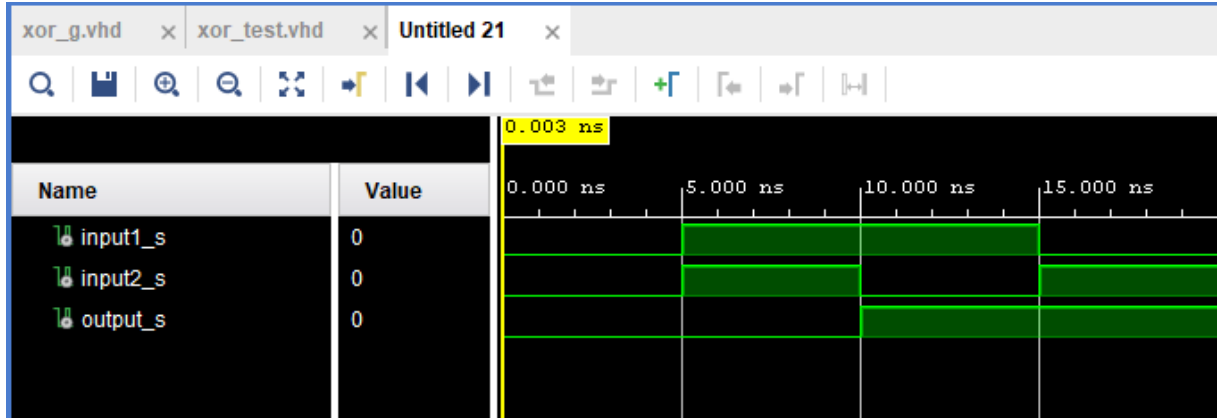 xor_g.vhd × xor_test.vhd × Untitled 21 ×
0.003 ns
Name Value 0.000 ns 5.000 ns 10.000 ns 15.000 ns
input1_s 0
input2_s 0
output_s 0